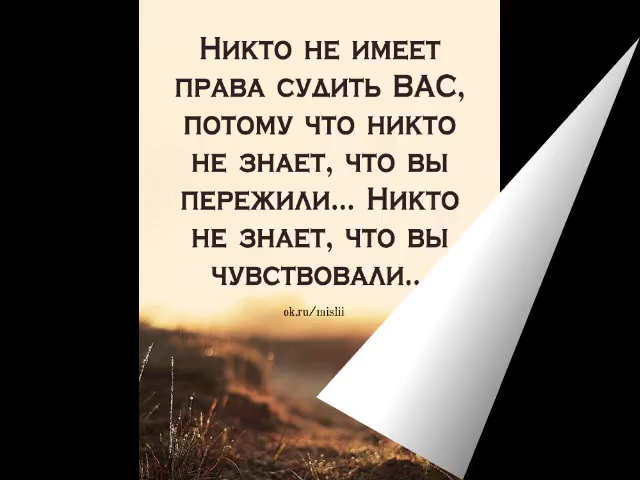 Никто не имеет
права судить ВАС,
потому что никто
не знает, что вы
пережили... Никто
не знает, что вы
чувствовали..
ok.ru/mislii